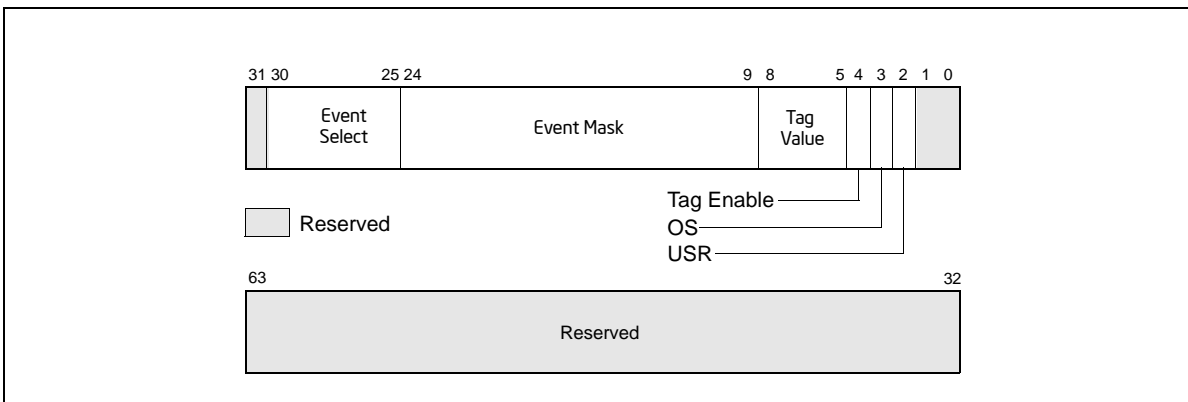 31 30 25 24 9 8 5 4 3 2 1 0
Event
Select
Event Mask
Tag
Value
Tag Enable
OS
USR
Reserved
63 32
Reserved